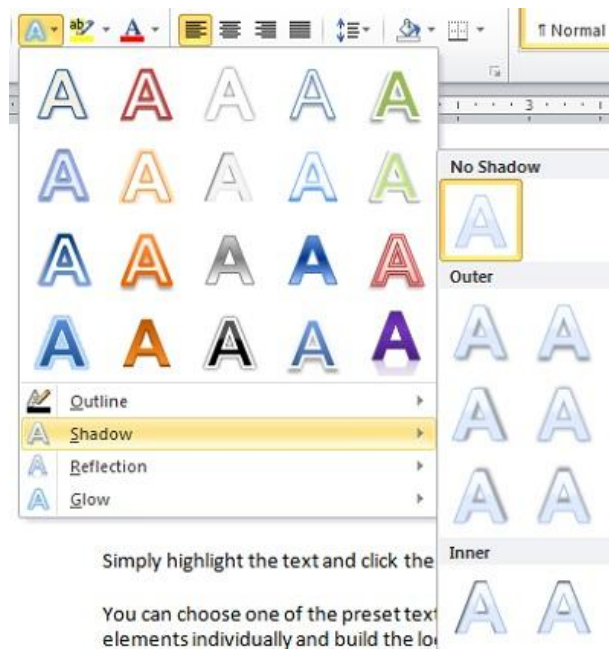 ¶ Normal
3
No Shadow
Outer
Outline
Shadow
Reflection
Glow
Inner
Simply highlight the text and click the
You can choose one of the preset text
elements individually and build the